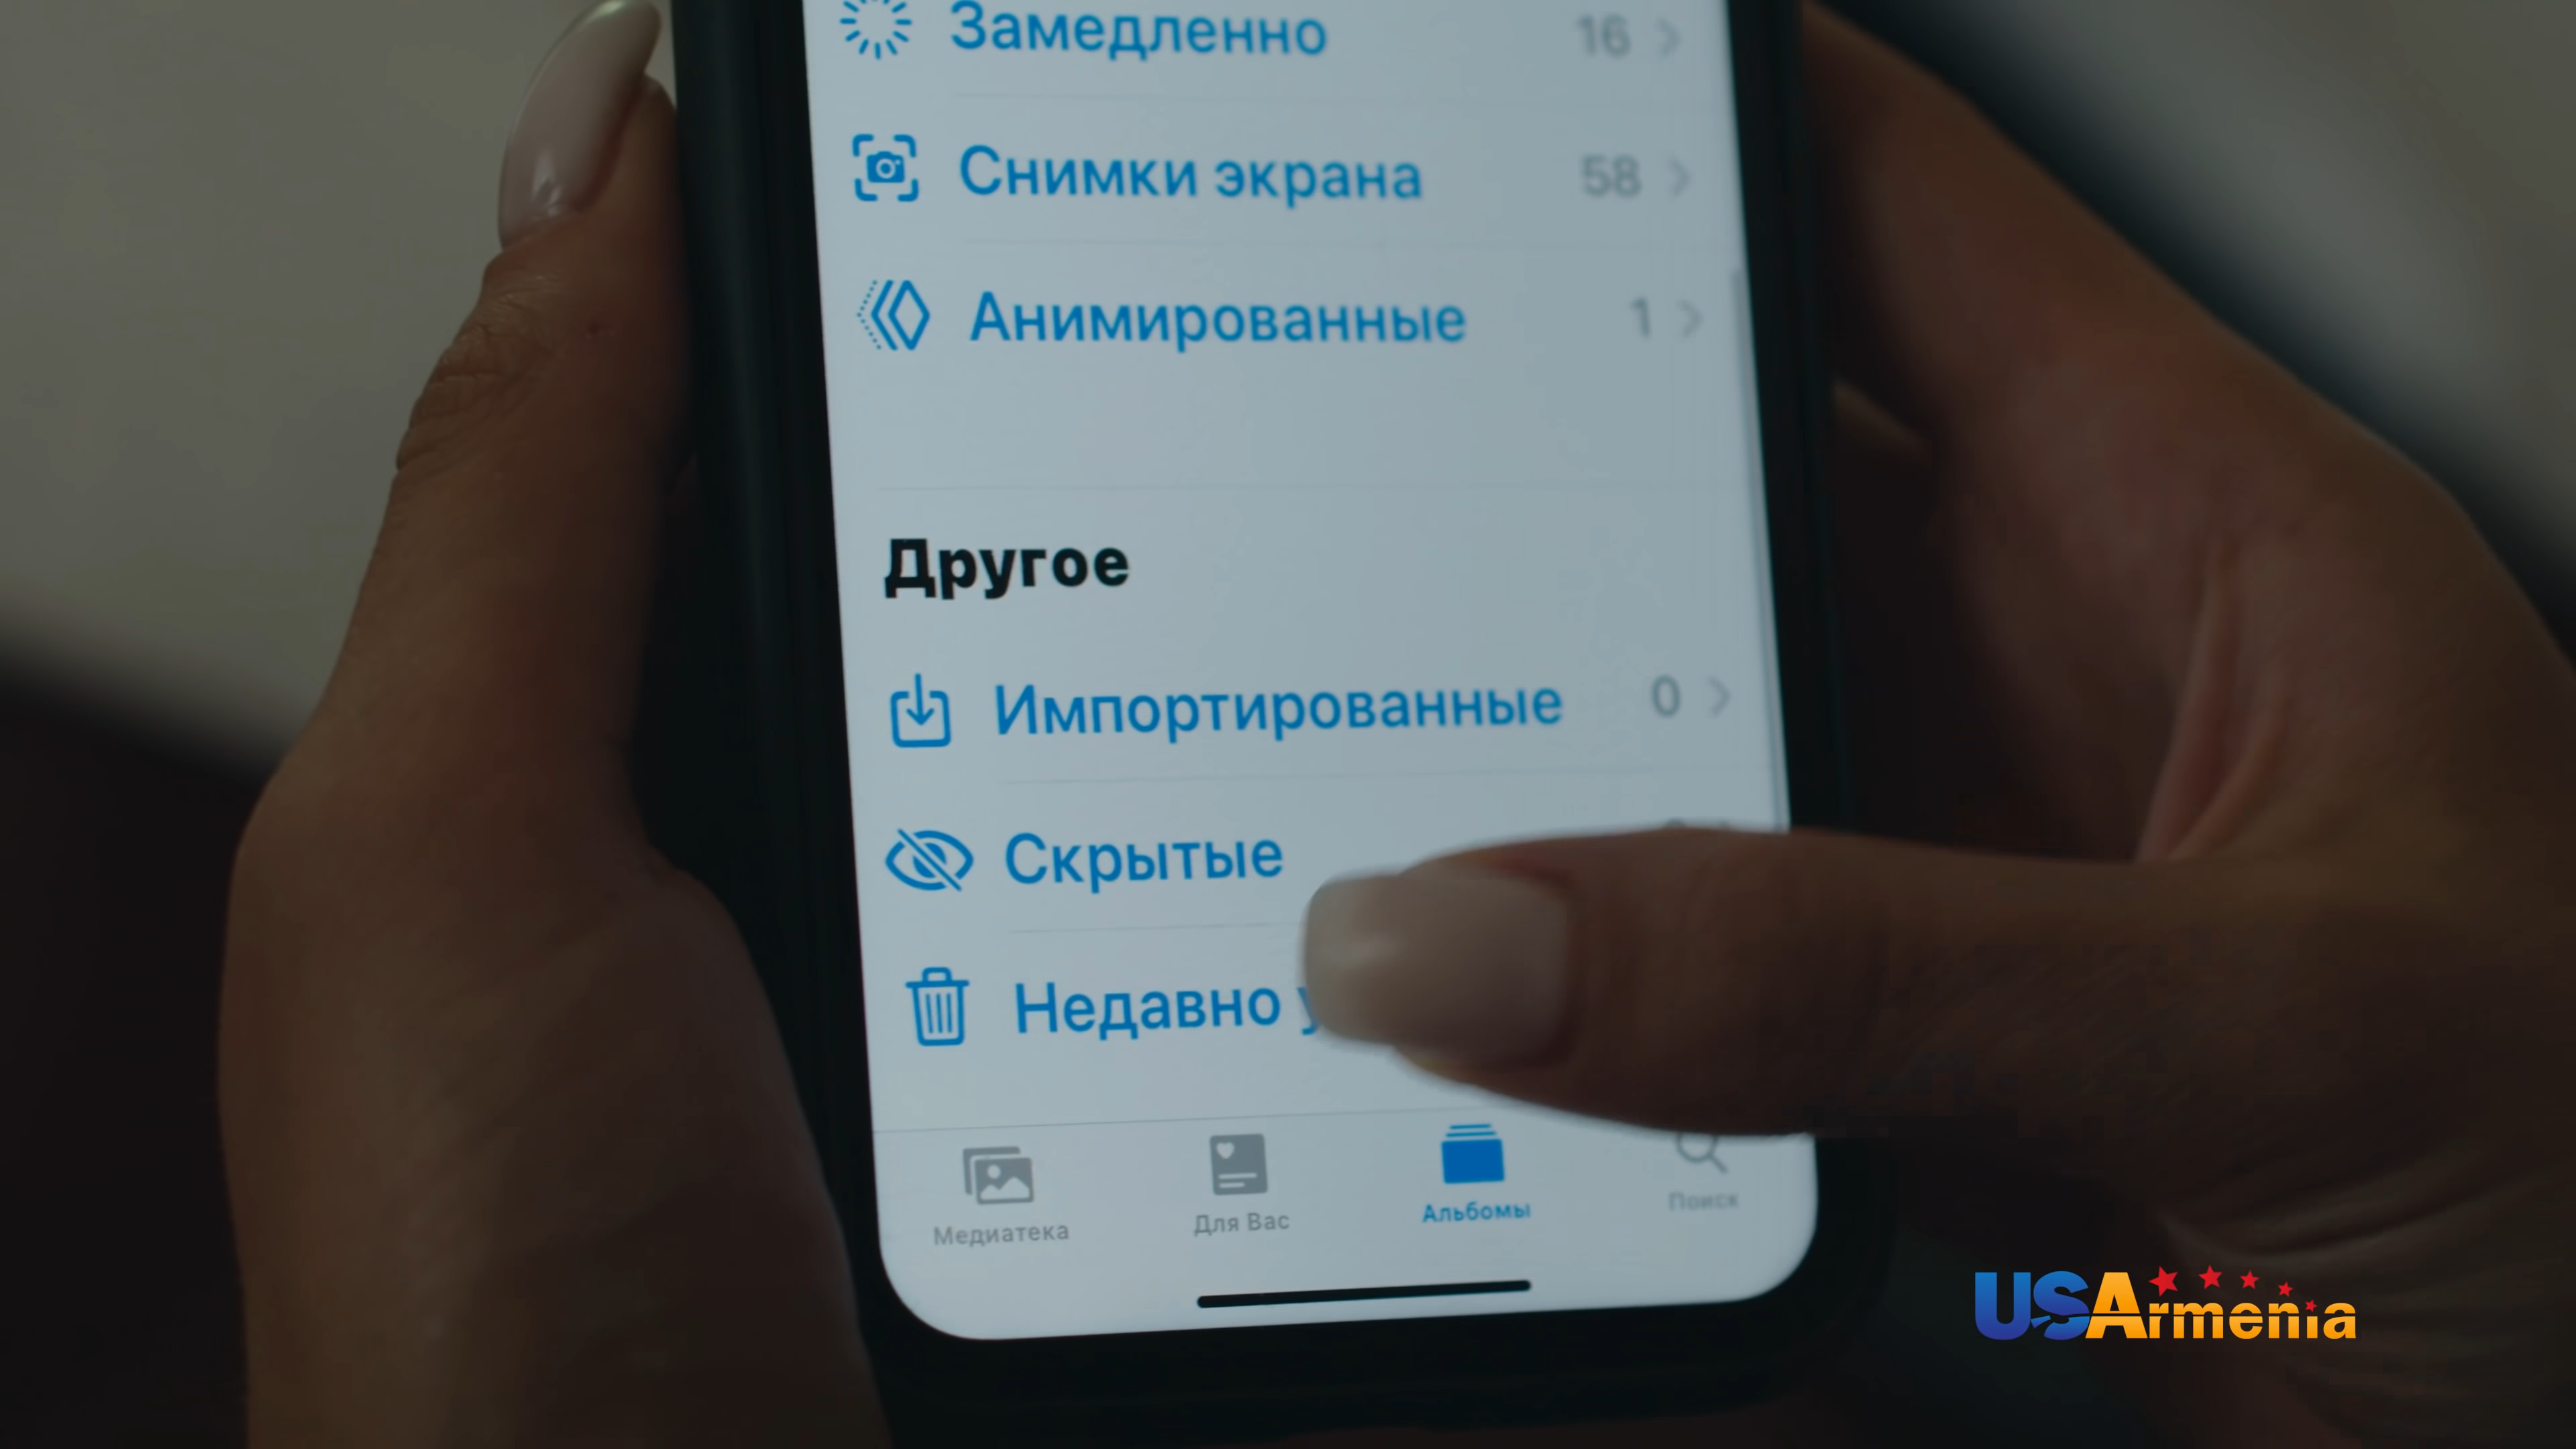 Замедленно 16
Снимки экрана 58
Анимированные 1
Другое
Импортированные 0
Скрытые
Недавно
Медиатека Для Вас Альбомы Поиск
USArmenia